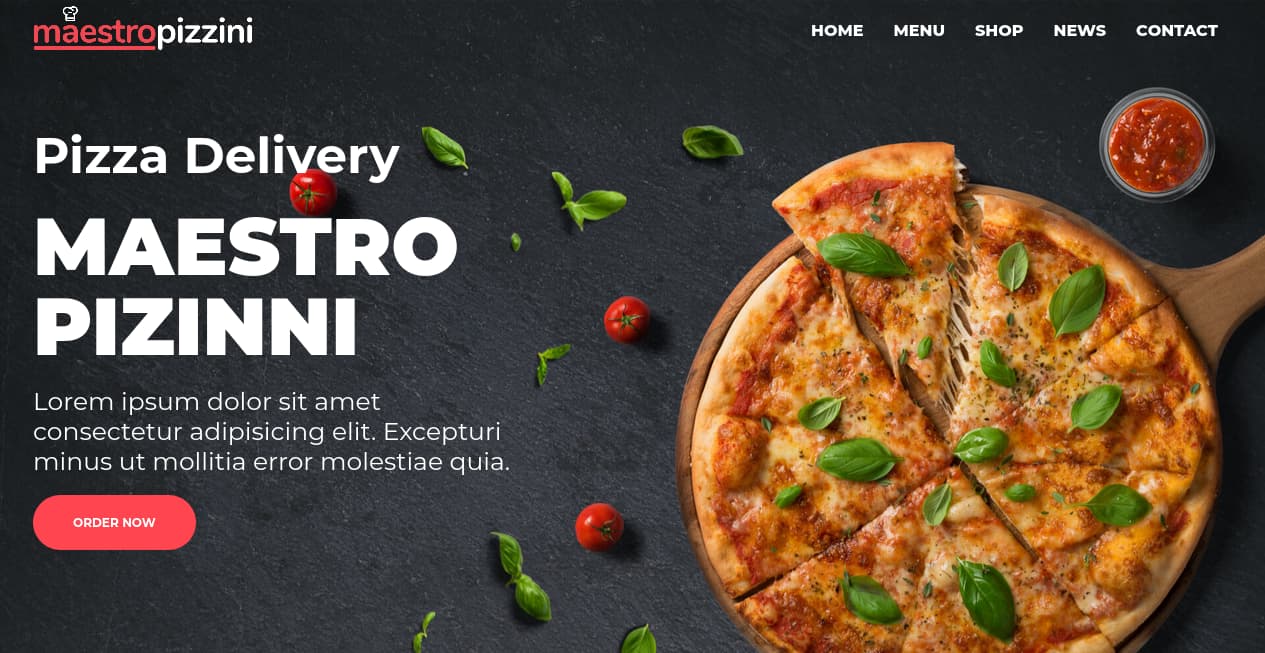 maestropizzini
HOME MENU SHOP NEWS CONTACT
Pizza Delivery
MAESTRO
PIZINNI
Lorem ipsum dolor sit amet
consectetur adipisicing elit. Excepturi
minus ut mollitia error molestiae quia.
ORDER NOW